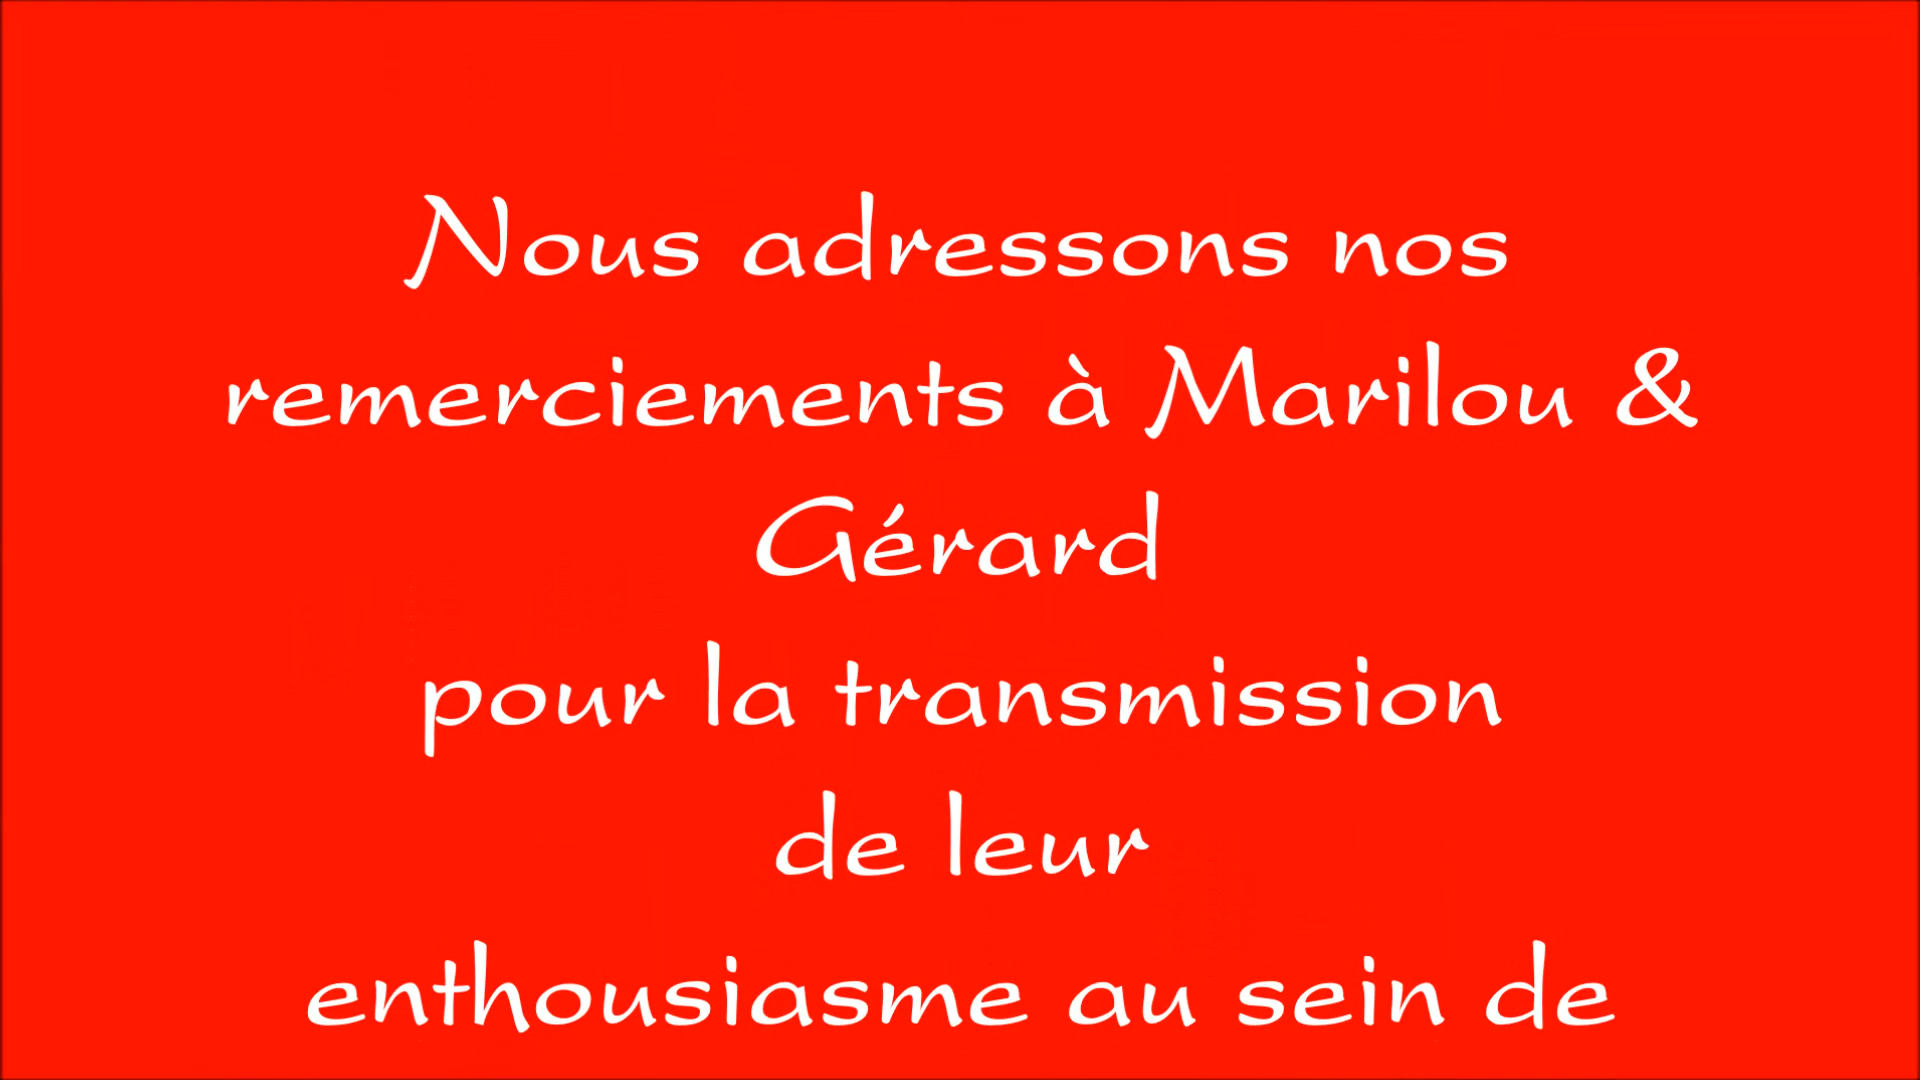 Nous adressons nos
remerciements à Marilou &
Gérard
pour la transmission
de leur
enthousiasme au sein de